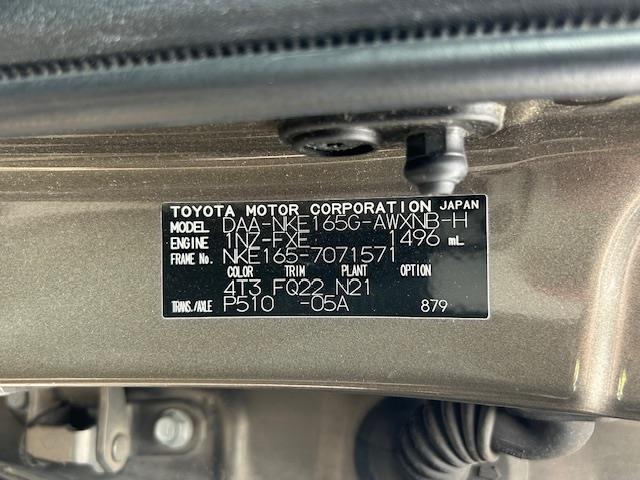 TOYOTA MOTOR CORPORATION JAPAN
MODEL DAA-NKE165G-AWXNB-H
ENGINE 1NZ-FXE 1496 mL
FRAME No. NKE165-7071571
COLOR TRIM PLANT OPTION
4T3 FQ22 N21
TRANS./AXLE P510 -05A 879